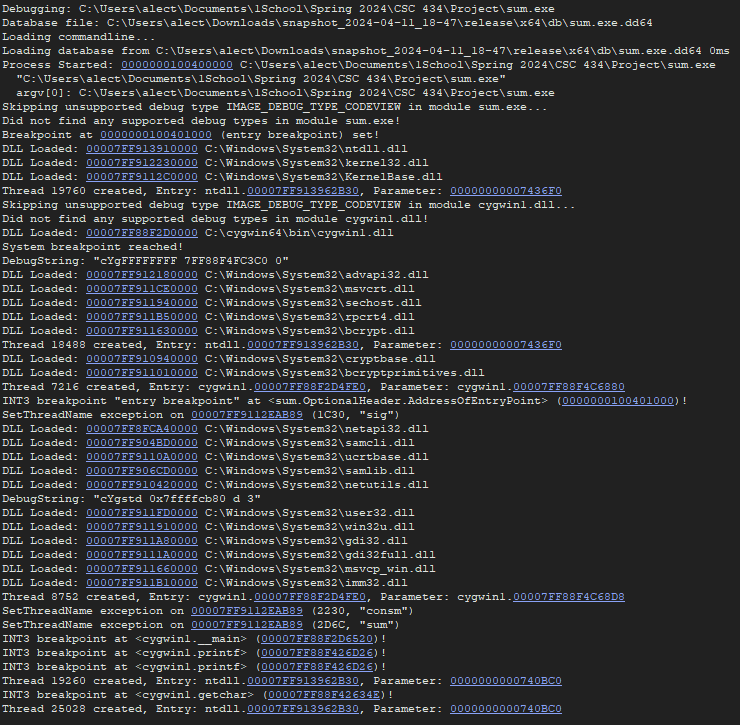 Debugging: C:\Users\alect\Documents\lSchool\Spring 2024\CSC 434\Project\sum.exe
Database file: C:\Users\alect\Downloads\snapshot_2024-04-11_18-47\release\x64\db\sum.exe.dd64
Loading commandline...
Loading database from C:\Users\alect\Downloads\snapshot_2024-04-11_18-47\release\x64\db\sum.exe.dd64 0ms
Process Started: 0000000100400000 C:\Users\alect\Documents\lSchool\Spring 2024\CSC 434\Project\sum.exe
  "C:\Users\alect\Documents\lSchool\Spring 2024\CSC 434\Project\sum.exe"
  argv[0]: C:\Users\alect\Documents\lSchool\Spring 2024\CSC 434\Project\sum.exe
Skipping unsupported debug type IMAGE_DEBUG_TYPE_CODEVIEW in module sum.exe...
Did not find any supported debug types in module sum.exe!
Breakpoint at 0000000100401000 (entry breakpoint) set!
DLL Loaded: 00007FF913910000 C:\Windows\System32\ntdll.dll
DLL Loaded: 00007FF912230000 C:\Windows\System32\kernel32.dll
DLL Loaded: 00007FF9112C0000 C:\Windows\System32\KernelBase.dll
Thread 19760 created, Entry: ntdll.00007FF913962B30, Parameter: 00000000007436F0
Skipping unsupported debug type IMAGE_DEBUG_TYPE_CODEVIEW in module cygwin1.dll...
Did not find any supported debug types in module cygwin1.dll!
DLL Loaded: 00007FF88F2D0000 C:\cygwin64\bin\cygwin1.dll
System breakpoint reached!
DebugString: "cYgFFFFFFFF 7FF88F4FC3C0 0"
DLL Loaded: 00007FF912180000 C:\Windows\System32\advapi32.dll
DLL Loaded: 00007FF911CE0000 C:\Windows\System32\msvcrt.dll
DLL Loaded: 00007FF911940000 C:\Windows\System32\sechost.dll
DLL Loaded: 00007FF911B50000 C:\Windows\System32\rpcrt4.dll
DLL Loaded: 00007FF911630000 C:\Windows\System32\bcrypt.dll
Thread 18488 created, Entry: ntdll.00007FF913962B30, Parameter: 00000000007436F0
DLL Loaded: 00007FF910940000 C:\Windows\System32\cryptbase.dll
DLL Loaded: 00007FF911010000 C:\Windows\System32\bcryptprimitives.dll
Thread 7216 created, Entry: cygwin1.00007FF88F2D4FE0, Parameter: cygwin1.00007FF88F4C6880
INT3 breakpoint "entry breakpoint" at <sum.OptionalHeader.AddressOfEntryPoint> (0000000100401000)!
SetThreadName exception on 00007FF9112EAB89 (1C30, "sig")
DLL Loaded: 00007FF8FCA40000 C:\Windows\System32\netapi32.dll
DLL Loaded: 00007FF904BD0000 C:\Windows\System32\samcli.dll
DLL Loaded: 00007FF9110A0000 C:\Windows\System32\ucrtbase.dll
DLL Loaded: 00007FF906CD0000 C:\Windows\System32\samlib.dll
DLL Loaded: 00007FF910420000 C:\Windows\System32\netutils.dll
DebugString: "cYgstd 0x7ffffcb80 d 3"
DLL Loaded: 00007FF911FD0000 C:\Windows\System32\user32.dll
DLL Loaded: 00007FF911910000 C:\Windows\System32\win32u.dll
DLL Loaded: 00007FF911A80000 C:\Windows\System32\gdi32.dll
DLL Loaded: 00007FF9111A0000 C:\Windows\System32\gdi32full.dll
DLL Loaded: 00007FF911660000 C:\Windows\System32\msvcp_win.dll
DLL Loaded: 00007FF911B10000 C:\Windows\System32\imm32.dll
Thread 8752 created, Entry: cygwin1.00007FF88F2D4FE0, Parameter: cygwin1.00007FF88F4C68D8
SetThreadName exception on 00007FF9112EAB89 (2230, "consm")
SetThreadName exception on 00007FF9112EAB89 (2D6C, "sum")
INT3 breakpoint at <cygwin1.__main> (00007FF88F2D6520)!
INT3 breakpoint at <cygwin1.printf> (00007FF88F426D26)!
INT3 breakpoint at <cygwin1.printf> (00007FF88F426D26)!
Thread 19260 created, Entry: ntdll.00007FF913962B30, Parameter: 0000000000740BC0
INT3 breakpoint at <cygwin1.getchar> (00007FF88F42634E)!
Thread 25028 created, Entry: ntdll.00007FF913962B30, Parameter: 0000000000740BC0